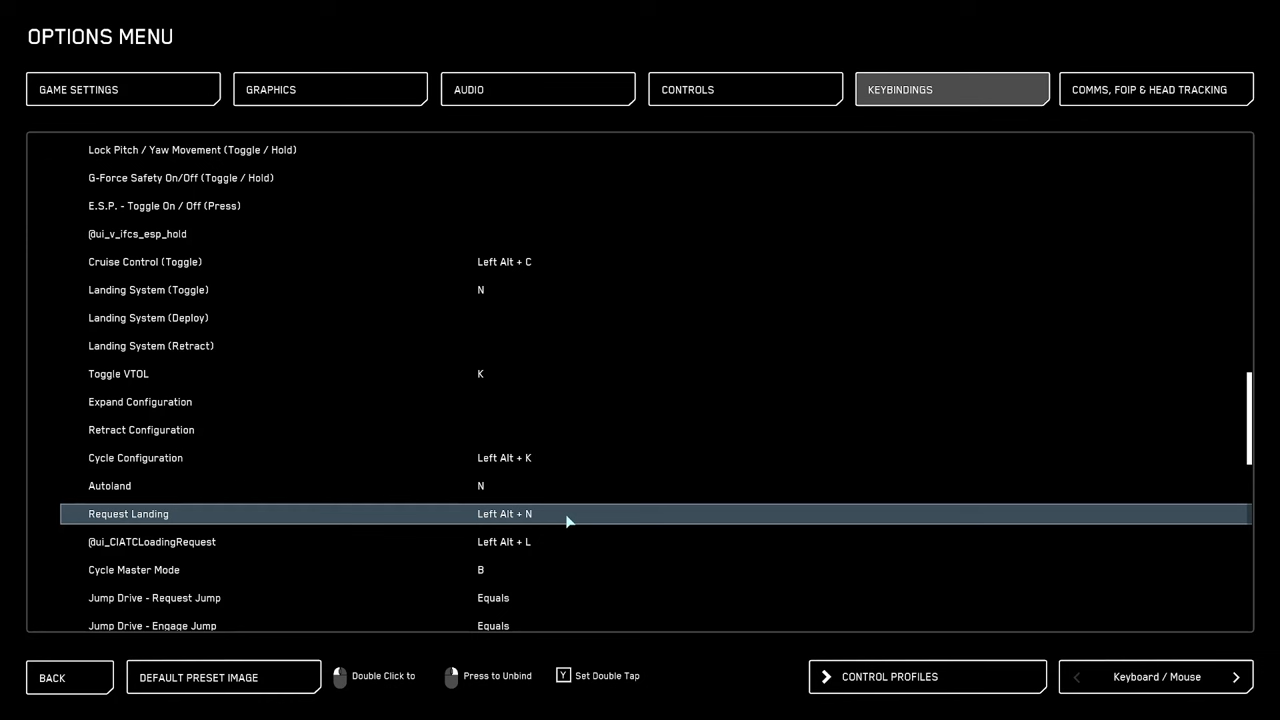 OPTIONS MENU
GAME SETTINGS
GRAPHICS
AUDIO
CONTROLS
KEYBINDINGS
COMMS, FOIP & HEAD TRACKING
Lock Pitch / Yaw Movement (Toggle / Hold)
G-Force Safety On/Off (Toggle / Hold)
E.S.P. - Toggle On / Off (Press)
@ui_v_ifcs_esp_hold
Cruise Control (Toggle) Left Alt + C
Landing System (Toggle) N
Landing System (Deploy)
Landing System (Retract)
Toggle VTOL K
Expand Configuration
Retract Configuration
Cycle Configuration Left Alt + K
Autoland N
Request Landing Left Alt + N
@ui_CIATCLoadingRequest Left Alt + L
Cycle Master Mode B
Jump Drive - Request Jump Equals
Jump Drive - Engage Jump Equals
BACK
DEFAULT PRESET IMAGE
Double Click to
Press to Unbind
Y Set Double Tap
CONTROL PROFILES
Keyboard / Mouse